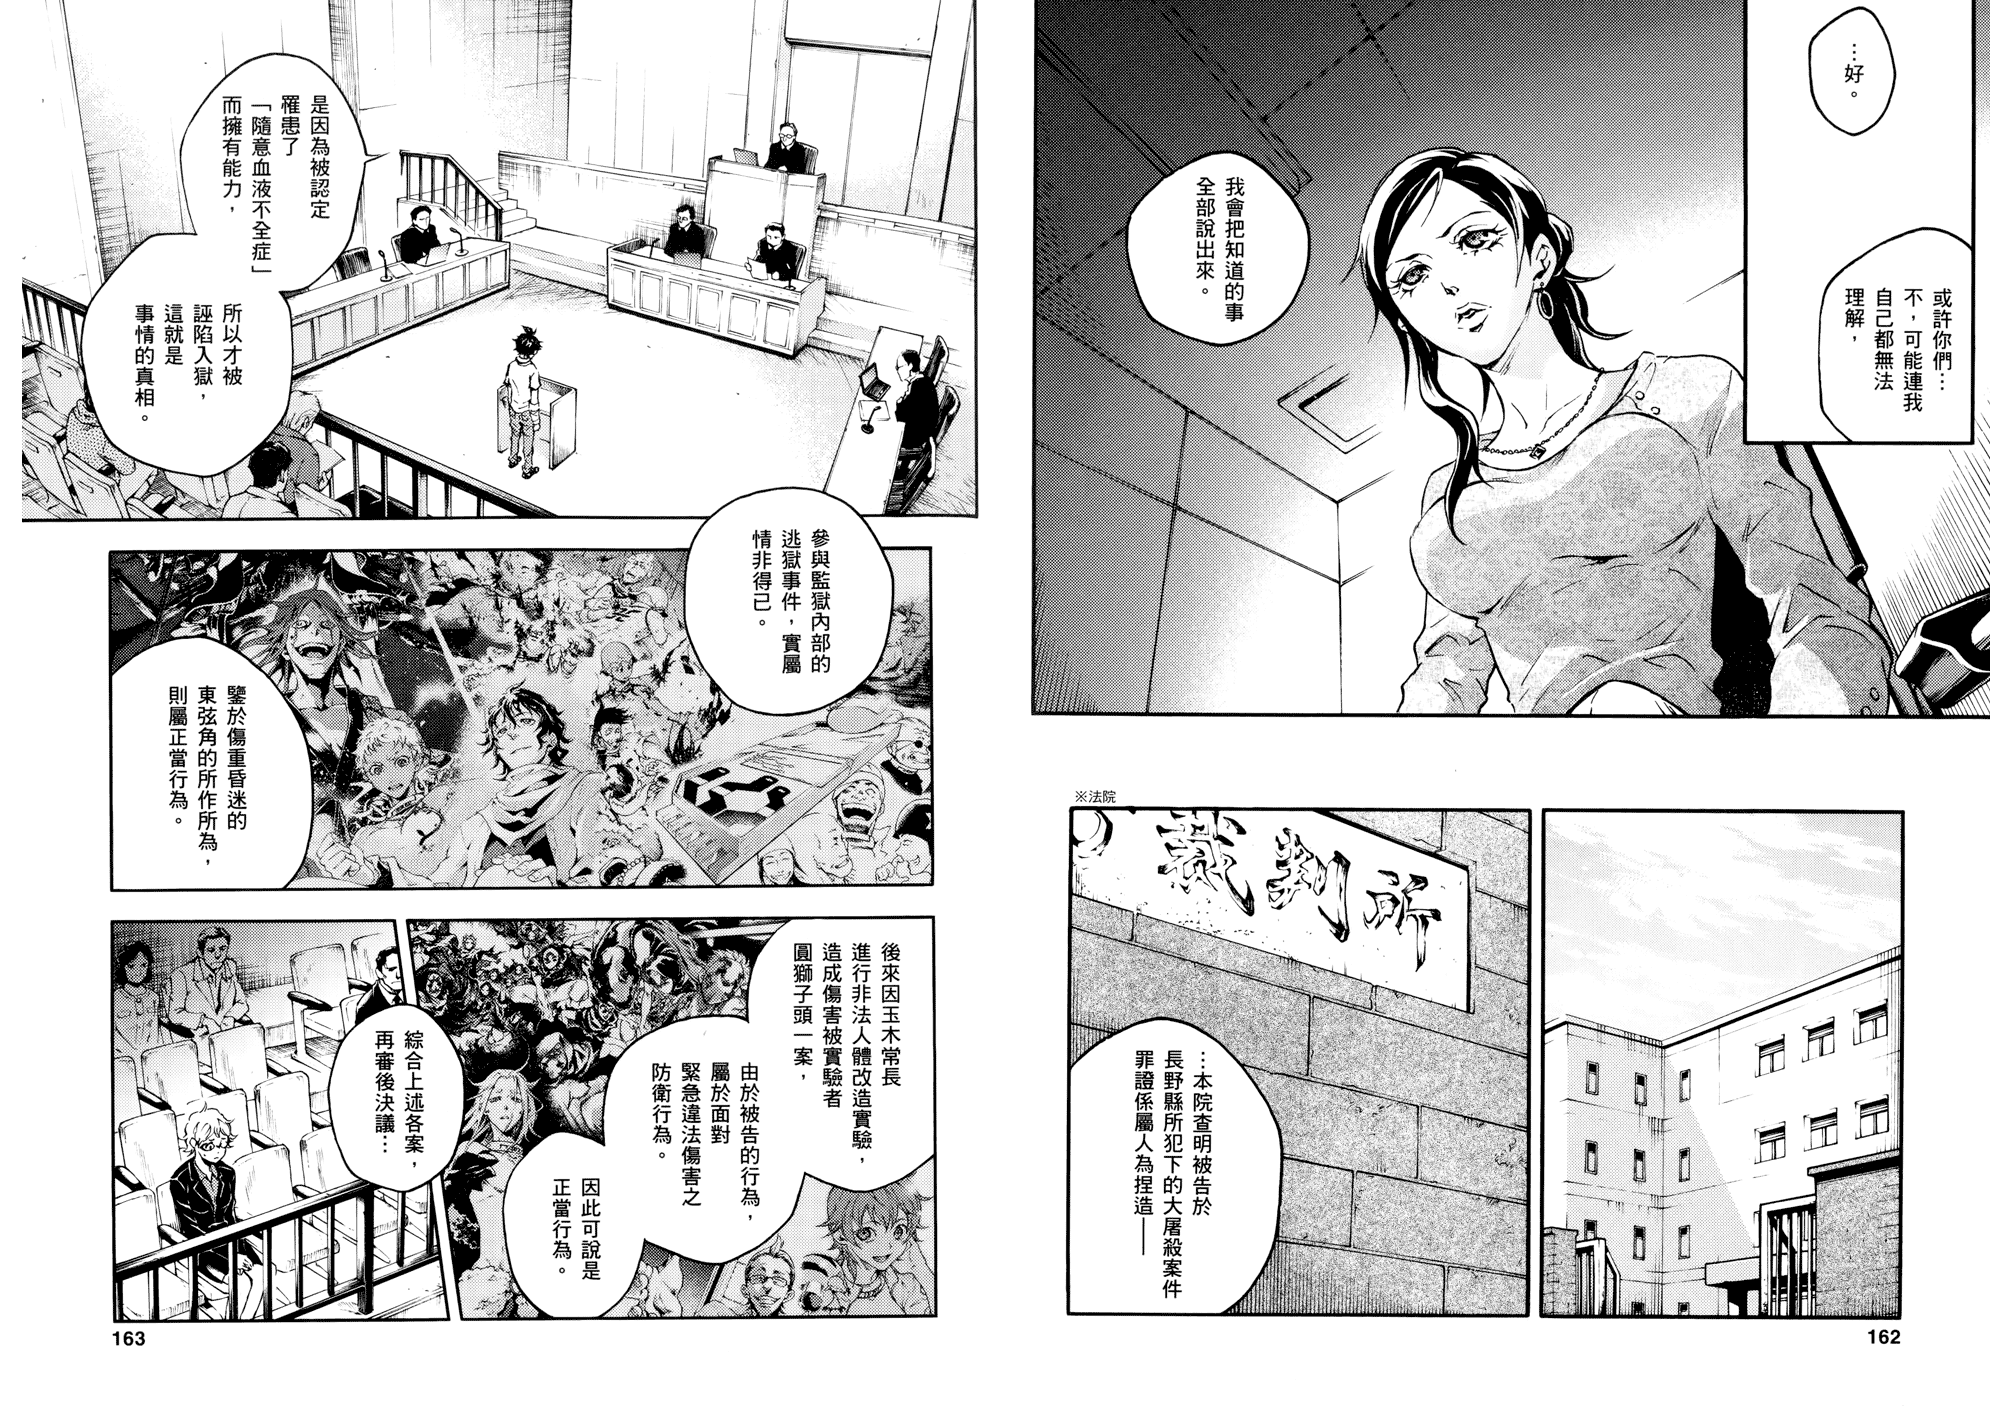 …好。
或許你們…
不，可能連我
自己都無法
理解，
我會把知道的事
全部說出來。
※法院
裁判所
…本院查明被告於
長野縣所犯下的大屠殺案件
罪證係屬人為捏造——
162
是因為被認定
罹患了
「隨意血液不全症」
而擁有能力，
所以才被
誣陷入獄，
這就是
事情的真相。
參與監獄內部的
逃獄事件，實屬
情非得已。
鑒於傷重昏迷的
東弦角的所作所為，
則屬正當行為。
後來因玉木常長
進行非法人體改造實驗，
造成傷害被實驗者
圓獅子頭一案，
由於被告的行為，
屬於面對
緊急違法傷害之
防衛行為。
因此可說是
正當行為。
綜合上述各案，
再審後決議…
163